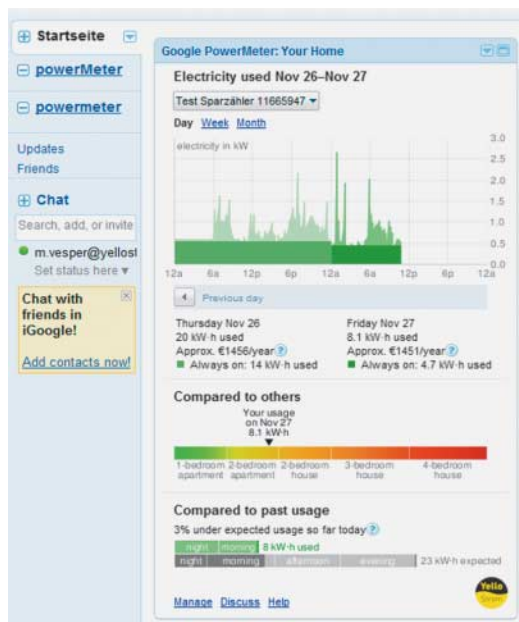 Startseite
powerMeter
powermeter
Updates
Friends
Chat
Search, add, or invite
m.vesper@yellost
Set status here ▼
Chat with
friends in
iGoogle!
Add contacts now!
Google PowerMeter: Your Home
Electricity used Nov 26–Nov 27
Test Sparzähler 11665947
Day Week Month
electricity in kW
3.0
2.5
2.0
1.5
1.0
0.5
0.0
12a 6a 12p 6p 12a 6a 12p 6p 12a
Previous day
Thursday Nov 26
20 kW·h used
Approx. €1456/year ?
Always on: 14 kW·h used
Friday Nov 27
8.1 kW·h used
Approx. €1451/year ?
Always on: 4.7 kW·h used
Compared to others
Your usage
on Nov 27
8.1 kW·h
1-bedroom 2-bedroom 2-bedroom 3-bedroom 4-bedroom
apartment apartment house house house
Compared to past usage
3% under expected usage so far today ?
night morning 8 kW·h used
night morning afternoon evening 23 kW·h expected
Yello
Manage Discuss Help